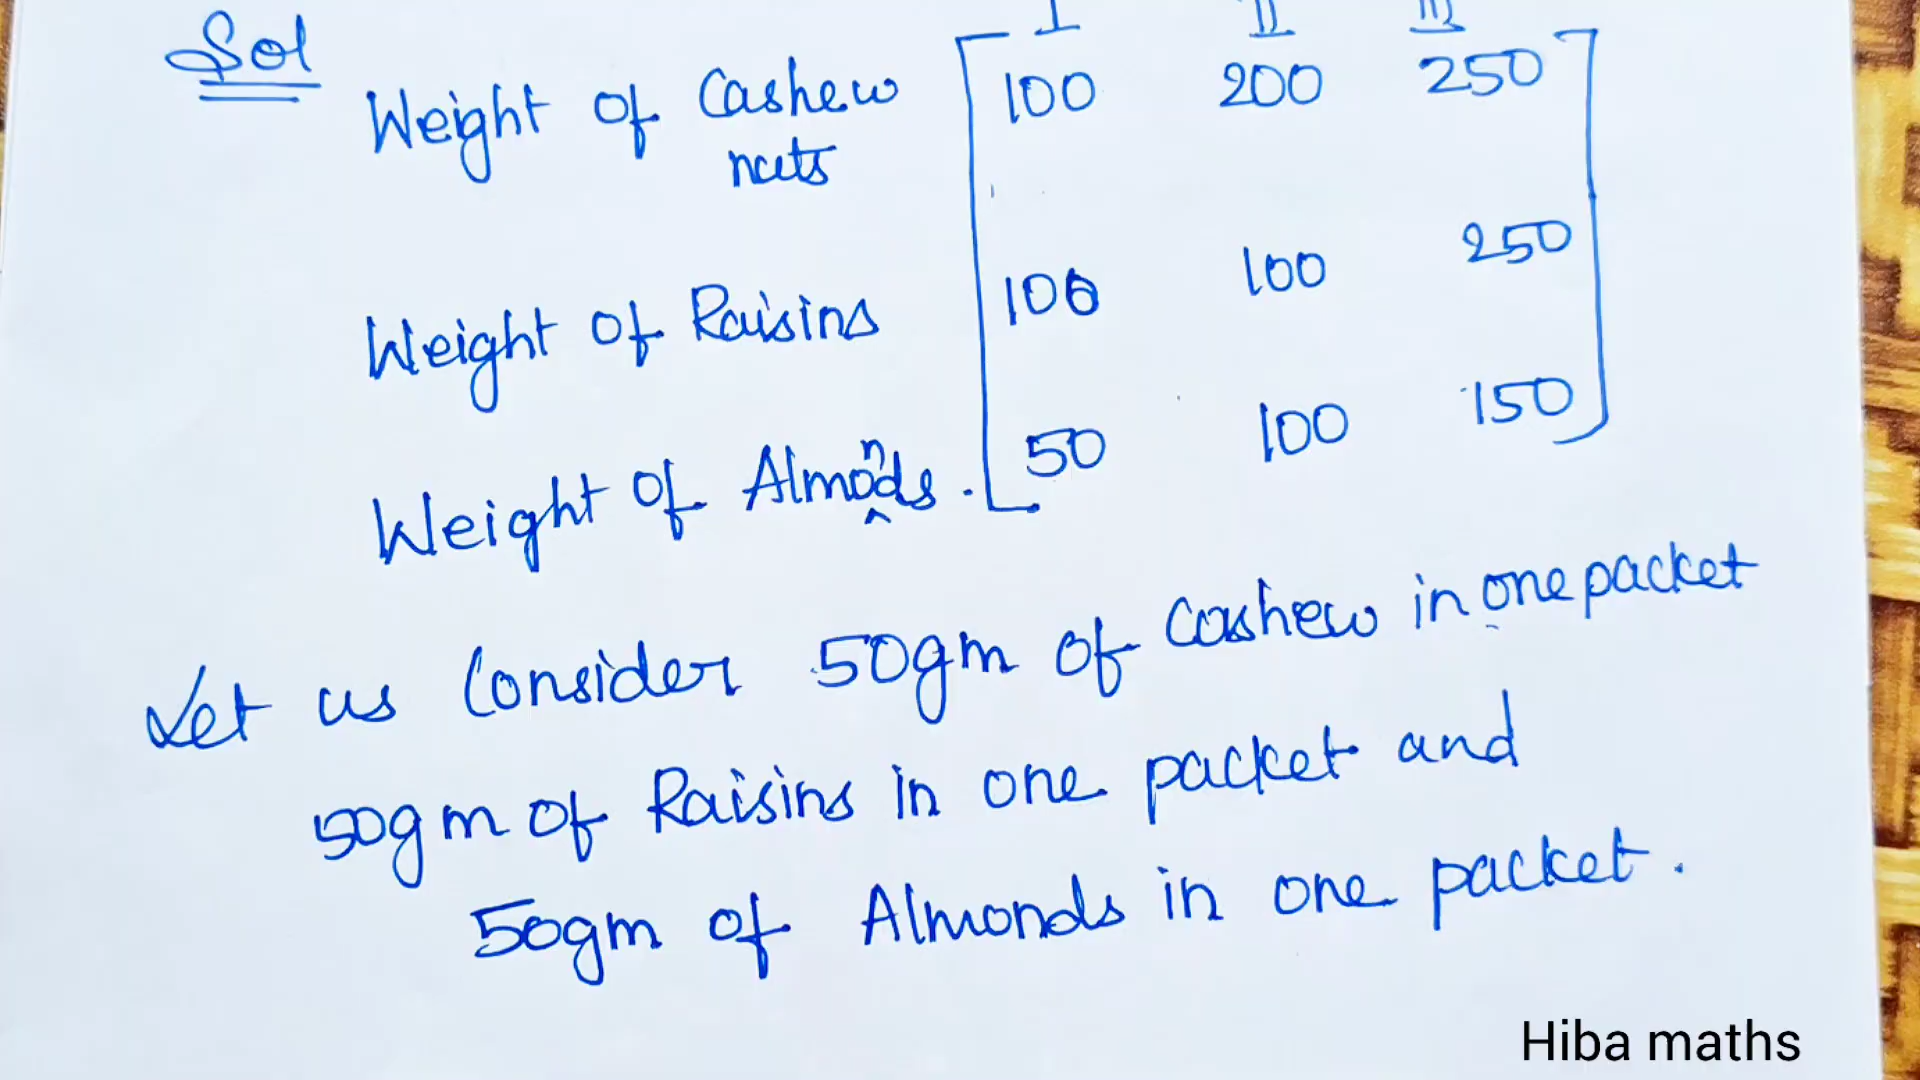 I II III
Sol
Weight of Cashew 100 200 250
nuts
Weight of Raisins 100 100 250
Weight of Almonds. 50 100 150
Let us Consider 50gm of Cashew in one packet
50gm of Raisins in one packet and
50gm of Almonds in one packet.
Hiba maths